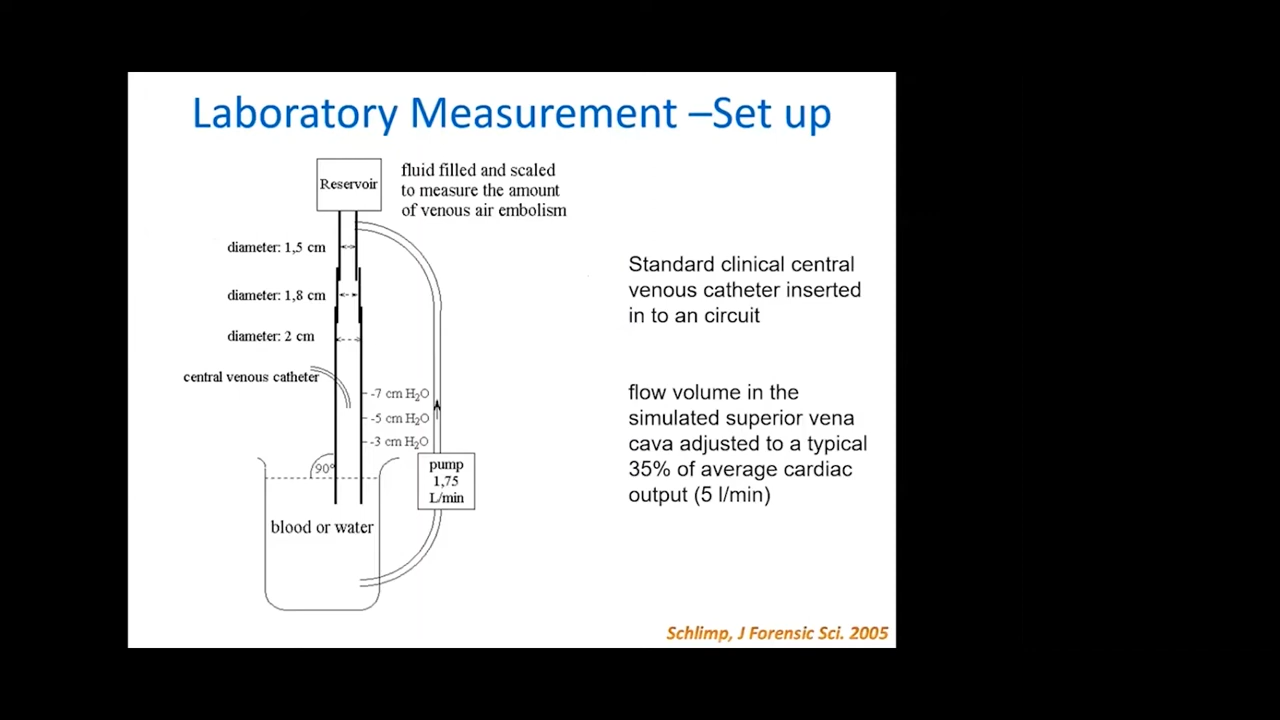 Laboratory Measurement –Set up
Reservoir
fluid filled and scaled
to measure the amount
of venous air embolism
diameter: 1,5 cm
diameter: 1,8 cm
diameter: 2 cm
central venous catheter
-7 cm H₂O
-5 cm H₂O
-3 cm H₂O
90°
pump
1,75
L/min
blood or water
Standard clinical central
venous catheter inserted
in to an circuit
flow volume in the
simulated superior vena
cava adjusted to a typical
35% of average cardiac
output (5 l/min)
Schlimp, J Forensic Sci. 2005